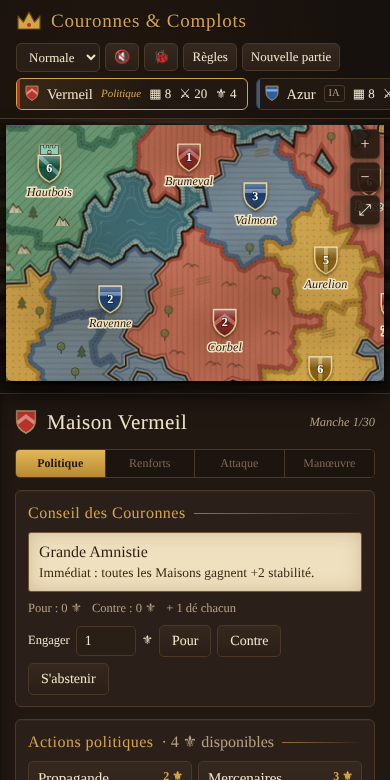 Couronnes & Complots
Normale
Règles
Nouvelle partie
Vermeil Politique 8 20 4
Azur IA 8
6
Hautbois
1
Brumeval
3
Valmont
+
−
5
Aurelion
2
Ravenne
2
Corbel
6
Maison Vermeil
Manche 1/30
Politique
Renforts
Attaque
Manœuvre
Conseil des Couronnes
Grande Amnistie
Immédiat : toutes les Maisons gagnent +2 stabilité.
Pour : 0 ⚜ Contre : 0 ⚜ + 1 dé chacun
Engager 1 ⚜ Pour Contre
S'abstenir
Actions politiques · 4 ⚜ disponibles
Propagande 2 ⚜
Mercenaires 3 ⚜